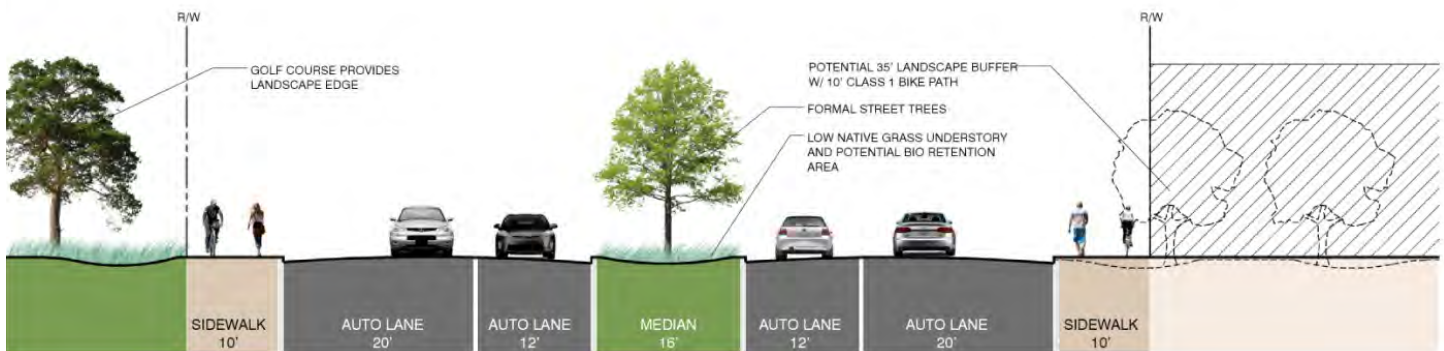 R/W
R/W
GOLF COURSE PROVIDES
LANDSCAPE EDGE
POTENTIAL 35' LANDSCAPE BUFFER
W/ 10' CLASS 1 BIKE PATH
FORMAL STREET TREES
LOW NATIVE GRASS UNDERSTORY
AND POTENTIAL BIO RETENTION
AREA
SIDEWALK
10'
AUTO LANE
20'
AUTO LANE
12'
MEDIAN
16'
AUTO LANE
12'
AUTO LANE
20'
SIDEWALK
10'